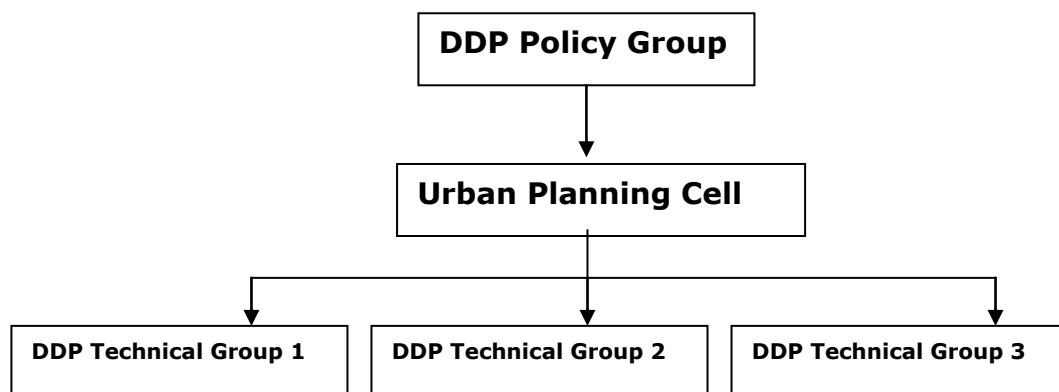 DDP Policy Group
Urban Planning Cell
DDP Technical Group 1
DDP Technical Group 2
DDP Technical Group 3